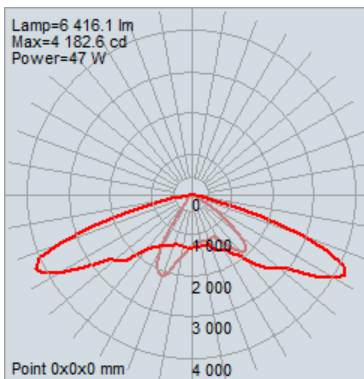 Lamp=6 416.1 lm
Max=4 182.6 cd
Power=47 W
0
1 000
2 000
3 000
4 000
Point 0x0x0 mm